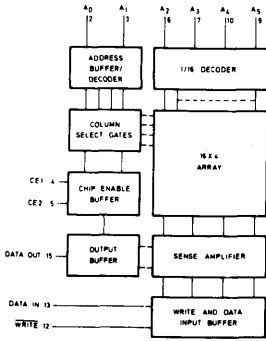 A0 A1 A2 A3 A4 A5
2 3 6 7 10 9
ADDRESS BUFFER/ DECODER
1/16 DECODER
COLUMN SELECT GATES
16X4 ARRAY
CE1 4
CE2 5
CHIP ENABLE BUFFER
DATA OUT 15
OUTPUT BUFFER
SENSE AMPLIFIER
DATA IN 13
WRITE 12
WRITE AND DATA INPUT BUFFER